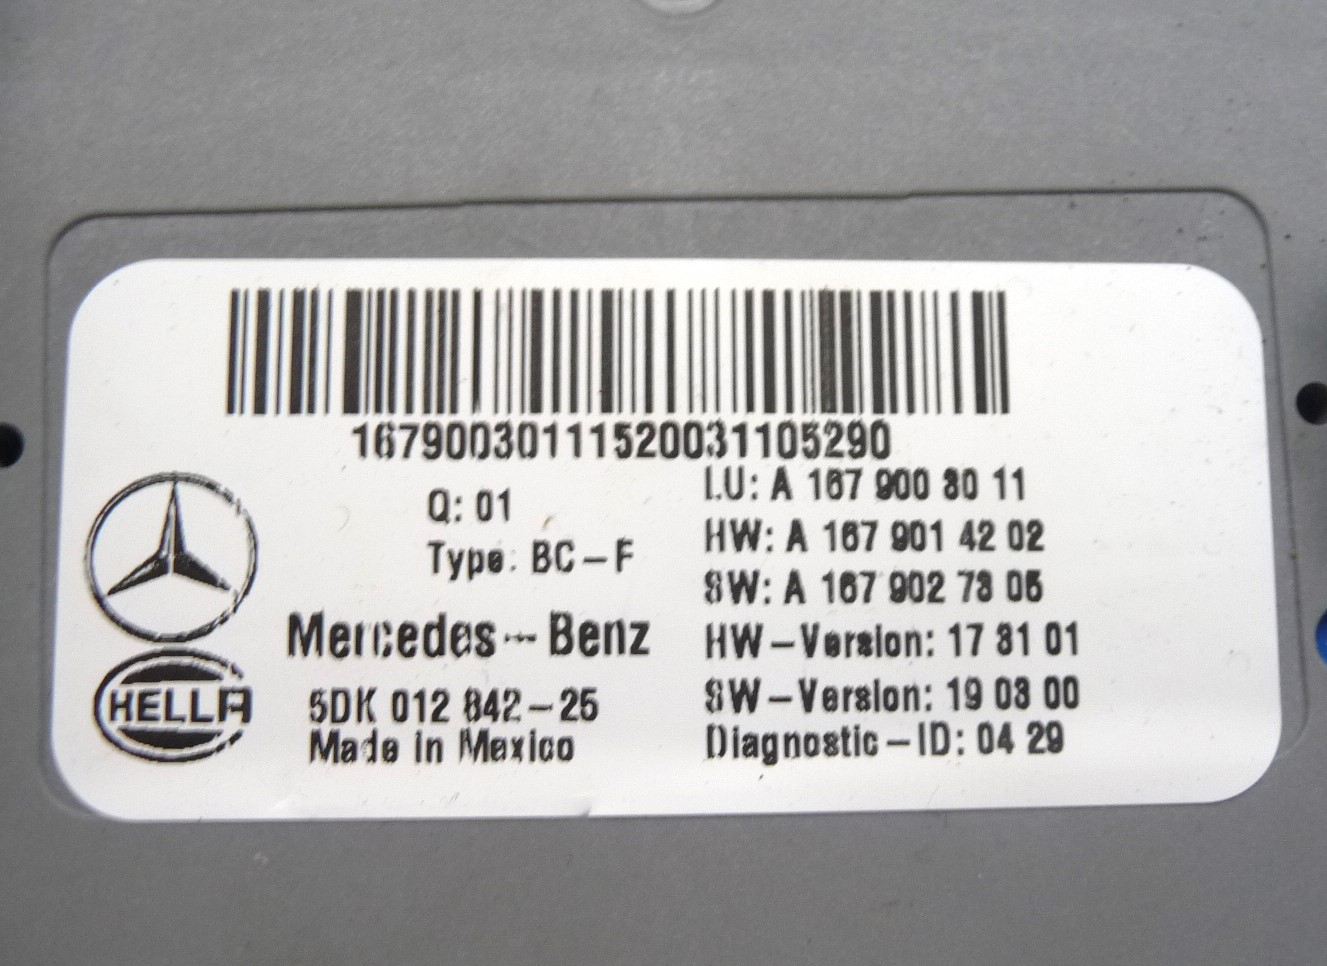 167900301111520031105290
Q: 01
Type: BC-F
Mercedes-Benz
HELLA
5DK 012 842-25
Made in Mexico
I.U: A 167 900 30 11
HW: A 167 901 42 02
SW: A 167 902 73 05
HW-Version: 17 31 01
SW-Version: 19 03 00
Diagnostic-ID: 04 29